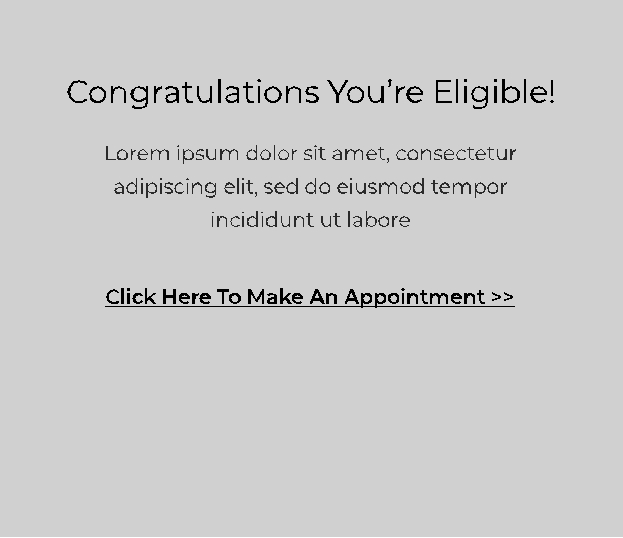 Congratulations You’re Eligible!
Lorem ipsum dolor sit amet, consectetur
adipiscing elit, sed do eiusmod tempor
incididunt ut labore
Click Here To Make An Appointment >>